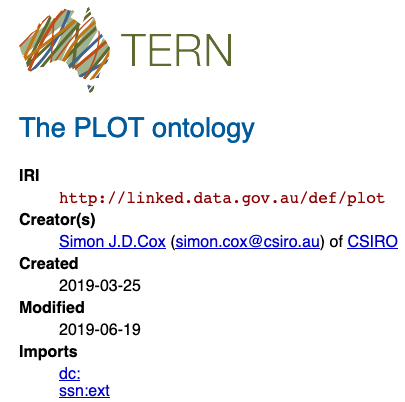 TERN
The PLOT ontology
IRI
http://linked.data.gov.au/def/plot
Creator(s)
Simon J.D.Cox (simon.cox@csiro.au) of CSIRO
Created
2019-03-25
Modified
2019-06-19
Imports
dc:
ssn:ext